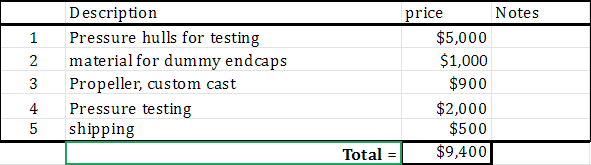 Description price Notes
1 Pressure hulls for testing $5,000
2 material for dummy endcaps $1,000
3 Propeller, custom cast $900
4 Pressure testing $2,000
5 shipping $500
Total = $9,400